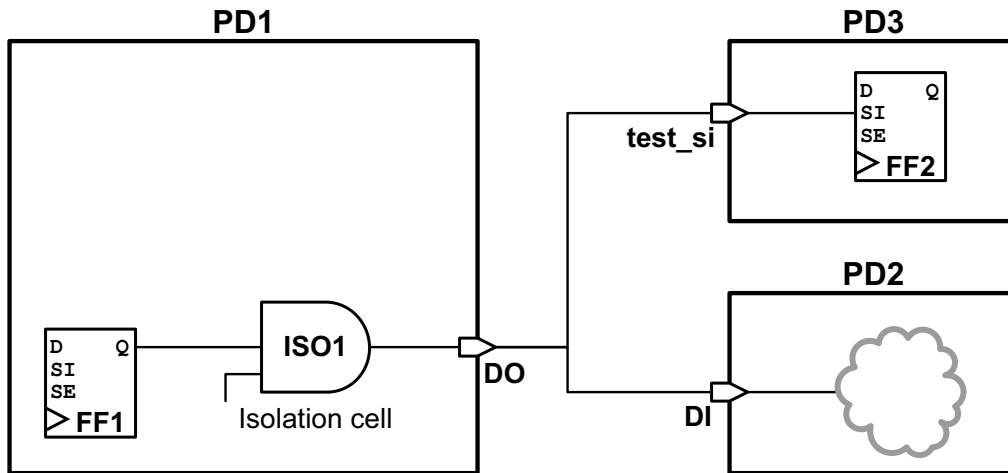 PD1
PD3
D Q
SI
SE
FF2
test_si
PD2
D Q
SI
SE
FF1
ISO1
Isolation cell
DO
DI